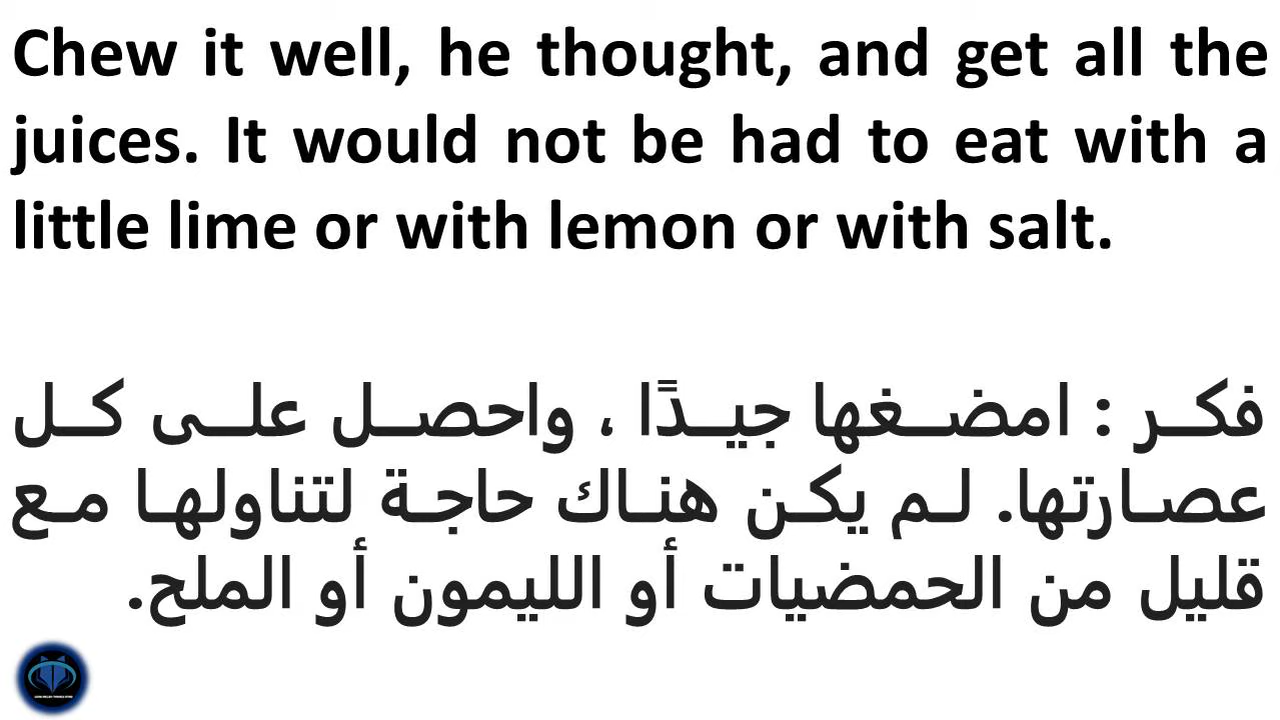 Chew it well, he thought, and get all the
juices. It would not be had to eat with a
little lime or with lemon or with salt.
فكر : امضغها جيدًا ، واحصل على كل
عصارتها. لم يكن هناك حاجة لتناولها مع
قليل من الحمضيات أو الليمون أو الملح.